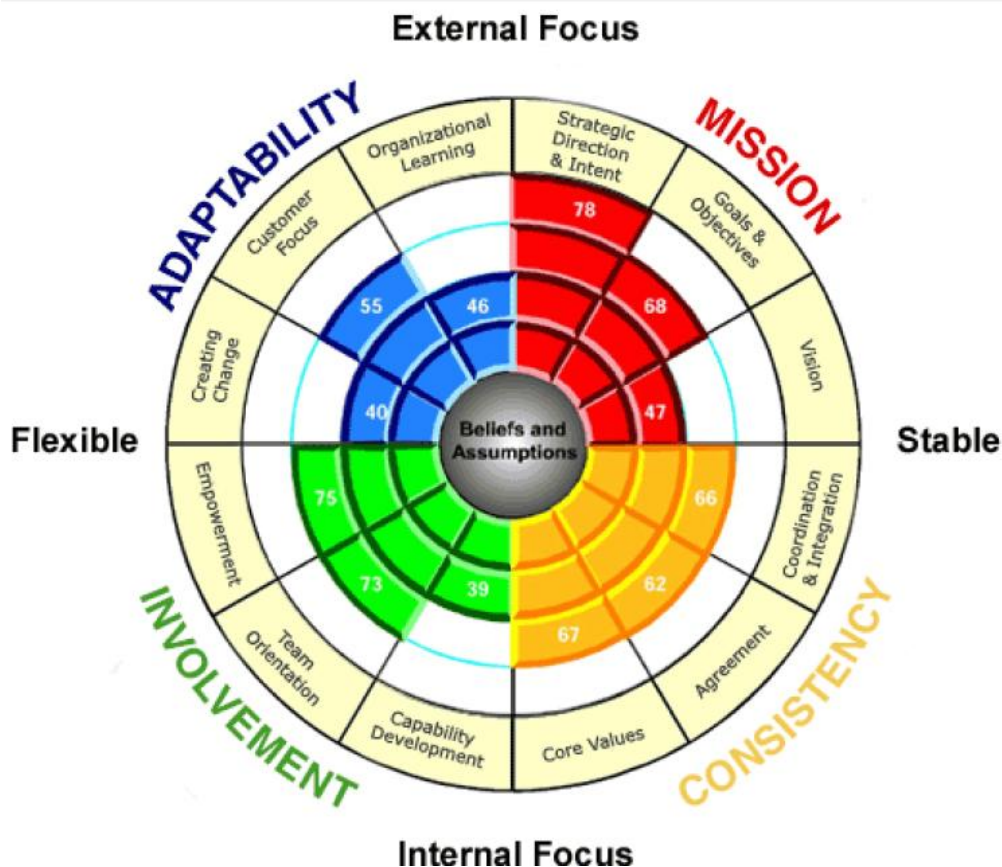 External Focus
ADAPTABILITY
MISSION
Organizational
Learning
Strategic
Direction
& Intent
Customer
Focus
Goals &
Objectives
78
55
46
68
Creating
Change
Vision
40
47
Flexible
Beliefs and
Assumptions
Stable
Empowerment
75
66
Coordination
& Integration
73
39
62
67
Team
Orientation
Agreement
Capability
Development
Core Values
INVOLVEMENT
CONSISTENCY
Internal Focus